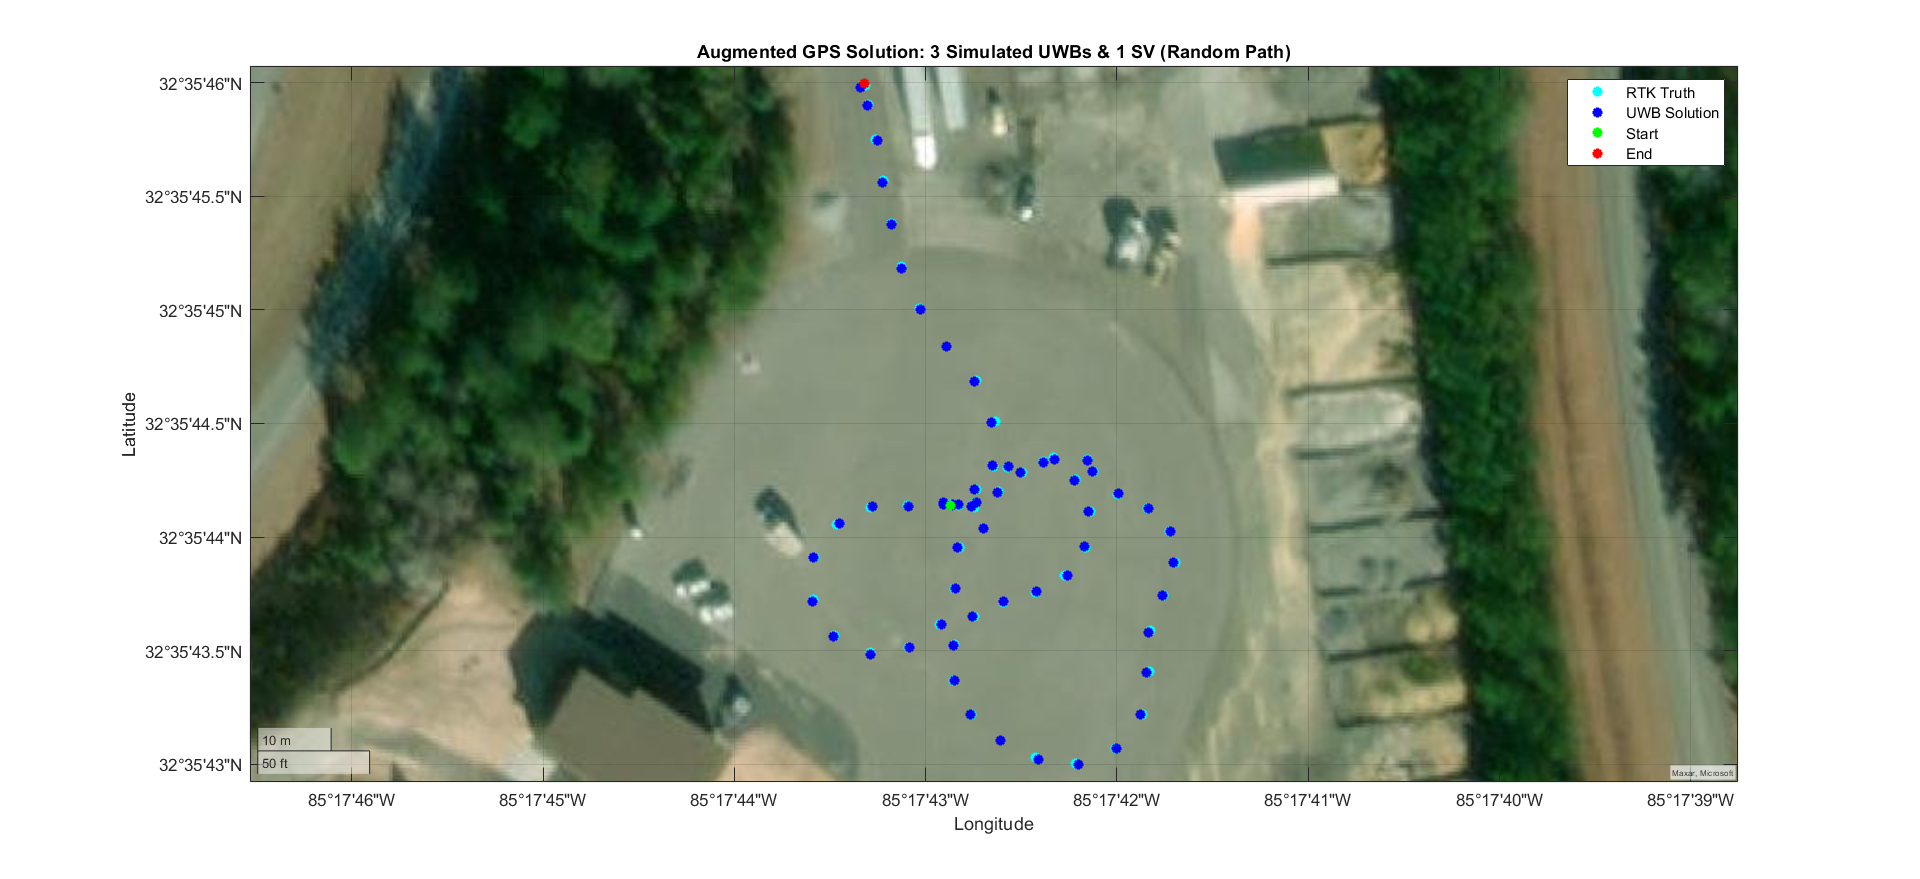 Augmented GPS Solution: 3 Simulated UWBs & 1 SV (Random Path)
32°35'46"N
32°35'45.5"N
32°35'45"N
32°35'44.5"N
32°35'44"N
32°35'43.5"N
32°35'43"N
Latitude
RTK Truth
UWB Solution
Start
End
10 m
50 ft
Maxar, Microsoft
85°17'46"W
85°17'45"W
85°17'44"W
85°17'43"W
85°17'42"W
85°17'41"W
85°17'40"W
85°17'39"W
Longitude